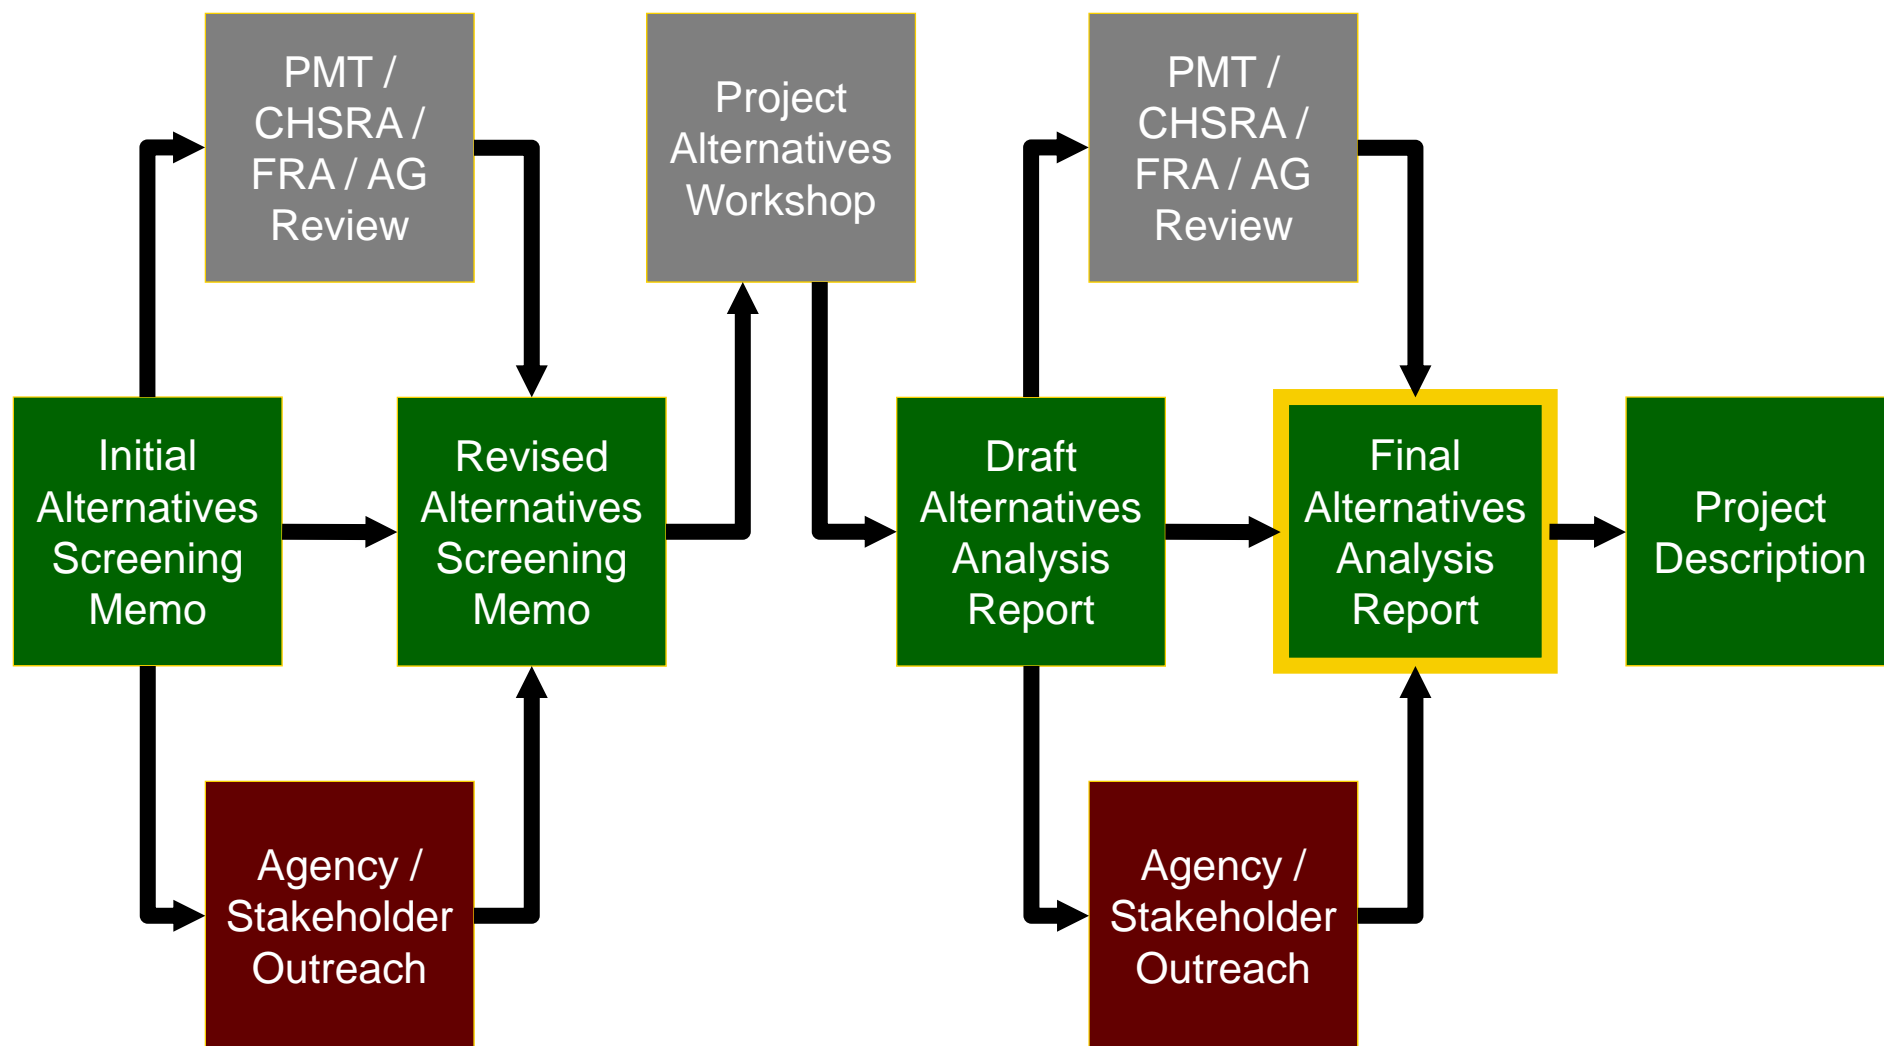 PMT /
CHSRA /
FRA / AG
Review
Project
Alternatives
Workshop
PMT /
CHSRA /
FRA / AG
Review
Initial
Alternatives
Screening
Memo
Revised
Alternatives
Screening
Memo
Draft
Alternatives
Analysis
Report
Final
Alternatives
Analysis
Report
Project
Description
Agency /
Stakeholder
Outreach
Agency /
Stakeholder
Outreach